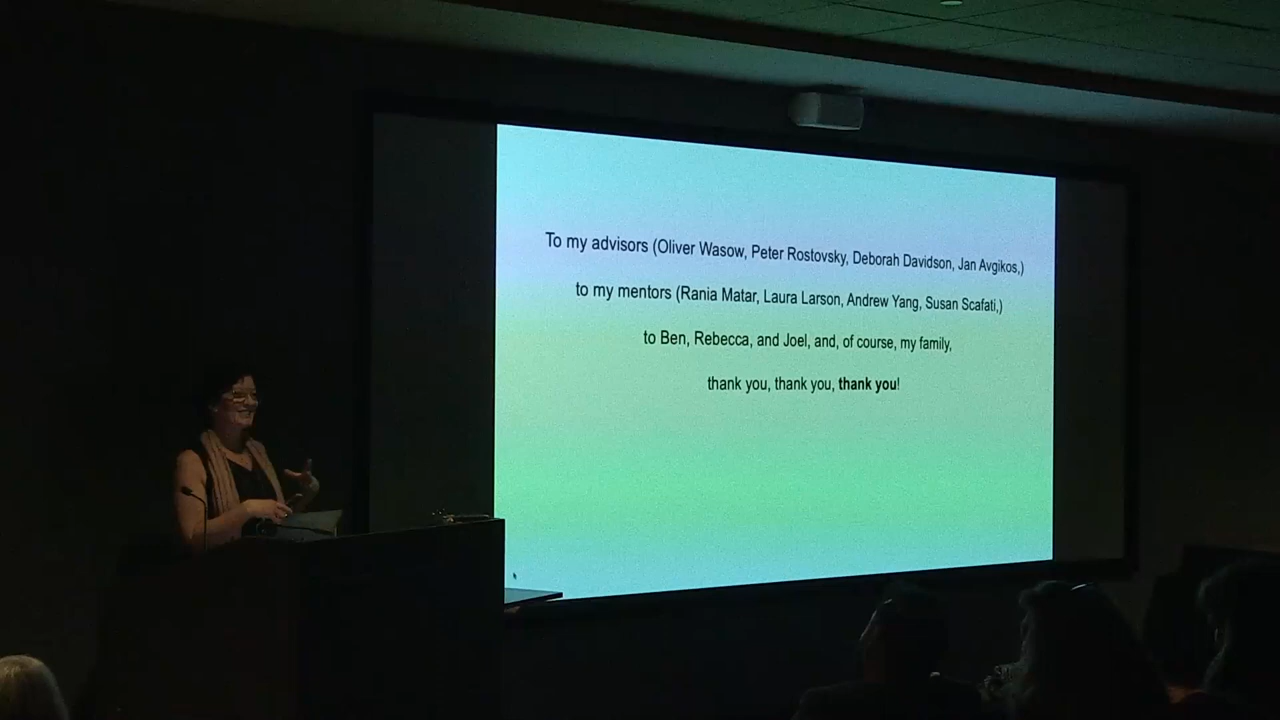 To my advisors (Oliver Wasow, Peter Rostovsky, Deborah Davidson, Jan Avgikos,)
to my mentors (Rania Matar, Laura Larson, Andrew Yang, Susan Scafati,)
to Ben, Rebecca, and Joel, and, of course, my family,
thank you, thank you, thank you!